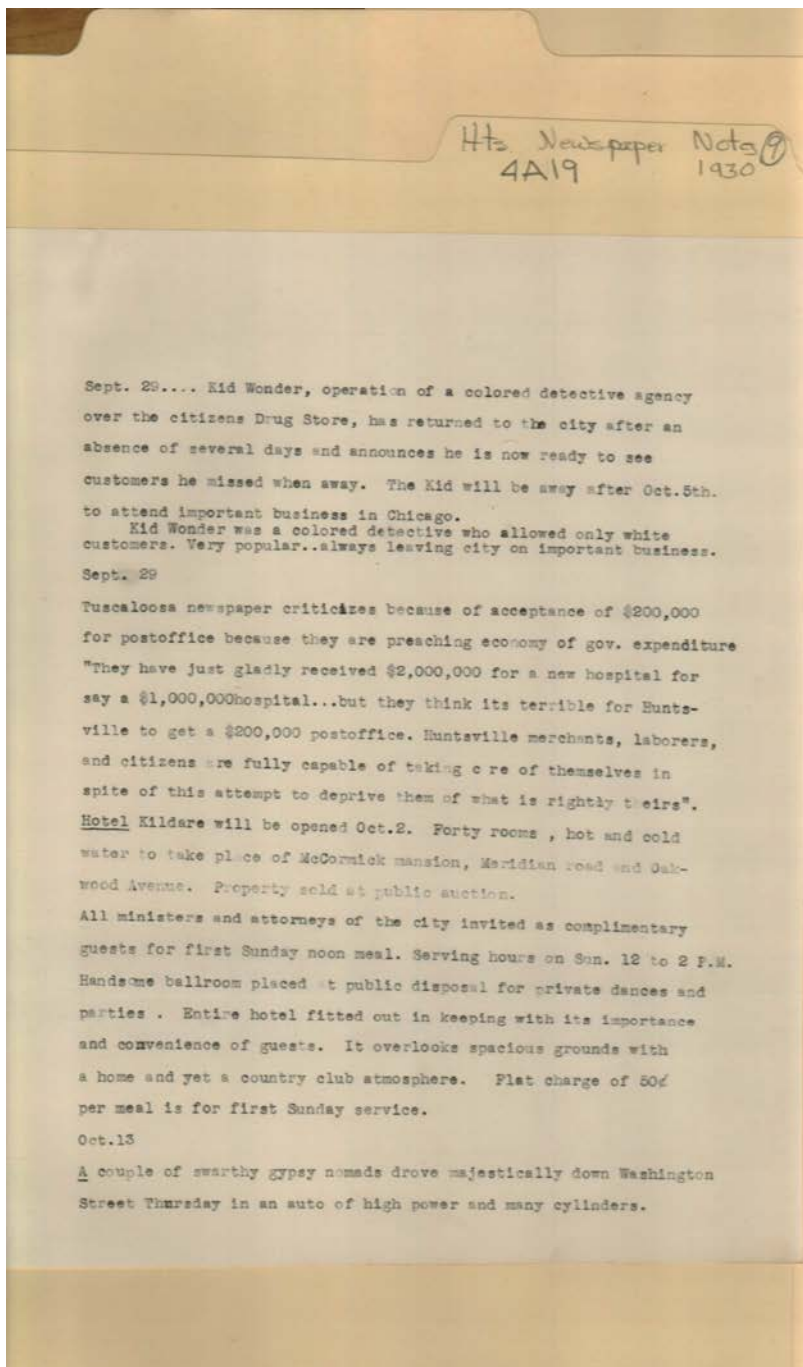 Hts Newspaper Notes 9
4A19 1930
Sept. 29.... Kid Wonder, operation of a colored detective agency
over the citizens Drug Store, has returned to the city after an
absence of several days and announces he is now ready to see
customers he missed when away. The Kid will be away after Oct.5th.
to attend important business in Chicago.
Kid Wonder was a colored detective who allowed only white
customers. Very popular..always leaving city on important business.
Sept. 29
Tuscaloosa newspaper criticizes because of acceptance of $200,000
for postoffice because they are preaching economy of gov. expenditure
"They have just gladly received $2,000,000 for a new hospital for
say a $1,000,000hospital...but they think its terrible for Hunts-
ville to get a $200,000 postoffice. Huntsville merchants, laborers,
and citizens are fully capable of taking c re of themselves in
spite of this attempt to deprive them of what is rightly theirs".
Hotel Kildare will be opened Oct.2. Forty rooms , hot and cold
water to take place of McCormick mansion, Meridian road and Oak-
wood Avenue. Property sold at public auction.
All ministers and attorneys of the city invited as complimentary
guests for first Sunday noon meal. Serving hours on Sun. 12 to 2 P.M.
Handsome ballroom placed at public disposal for private dances and
parties . Entire hotel fitted out in keeping with its importance
and convenience of guests. It overlooks spacious grounds with
a home and yet a country club atmosphere. Flat charge of 50¢
per meal is for first Sunday service.
Oct.13
A couple of swarthy gypsy nomads drove majestically down Washington
Street Thursday in an auto of high power and many cylinders.